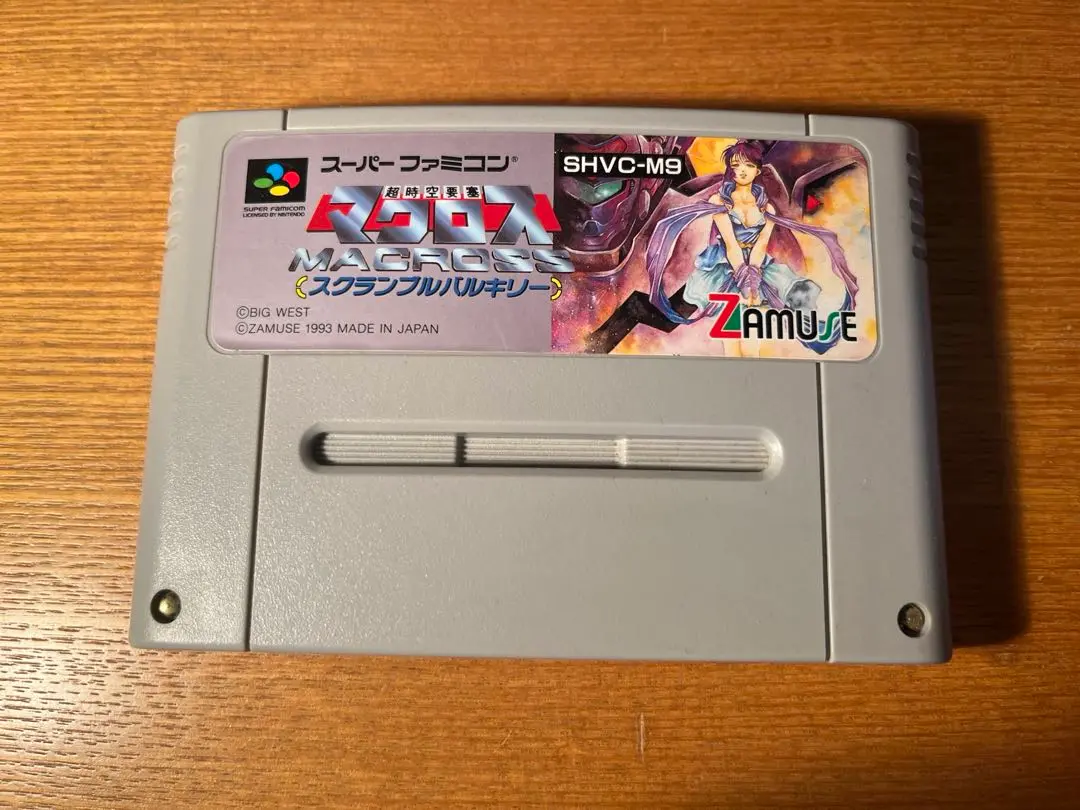 スーパーファミコン®
SUPER FAMICOM
LICENSED BY NINTENDO
超時空要塞
マクロス
MACROSS
スクランブルバルキリー
©BIG WEST
©ZAMUSE 1993 MADE IN JAPAN
SHVC-M9
ZAMUSE